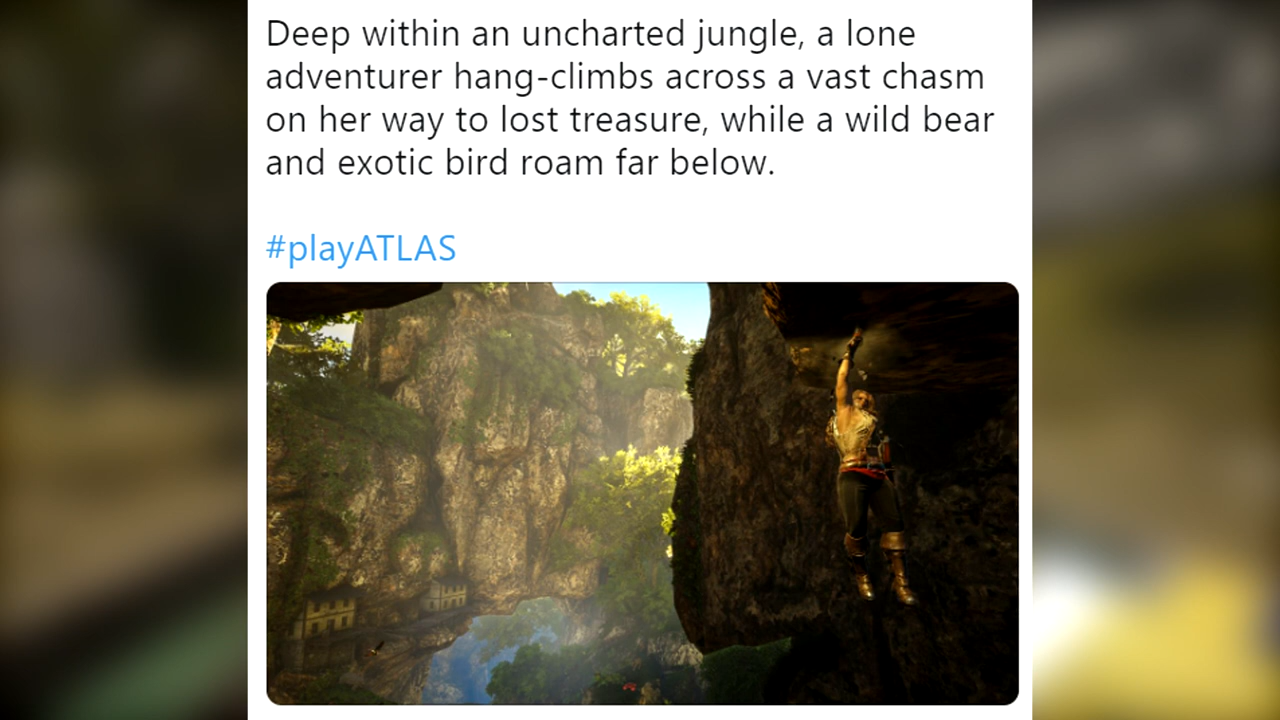 Deep within an uncharted jungle, a lone
adventurer hang-climbs across a vast chasm
on her way to lost treasure, while a wild bear
and exotic bird roam far below.
#playATLAS